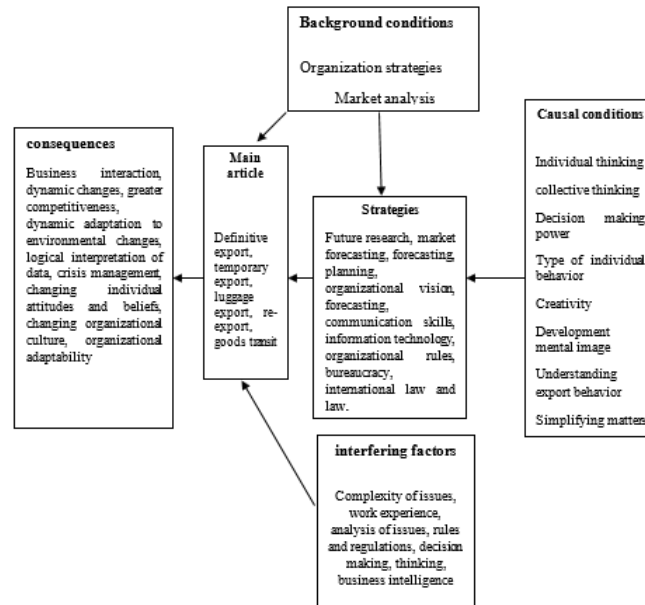 Background conditions
Organization strategies
Market analysis
consequences
Business interaction,
dynamic changes, greater
competitiveness,
dynamic adaptation to
environmental changes,
logical interpretation of
data, crisis management,
changing individual
attitudes and beliefs,
changing organizational
culture, organizational
adaptability
Main
article
Definitive
export,
temporary
export,
luggage
export, re-
export,
goods transit
Strategies
Future research, market
forecasting, forecasting,
planning,
organizational vision,
forecasting,
communication skills,
information technology,
organizational rules,
bureaucracy,
international law and
law.
Causal conditions
Individual thinking
collective thinking
Decision making
power
Type of individual
behavior
Creativity
Development
mental image
Understanding
export behavior
Simplifying matters
interfering factors
Complexity of issues,
work experience,
analysis of issues, rules
and regulations, decision
making, thinking,
business intelligence